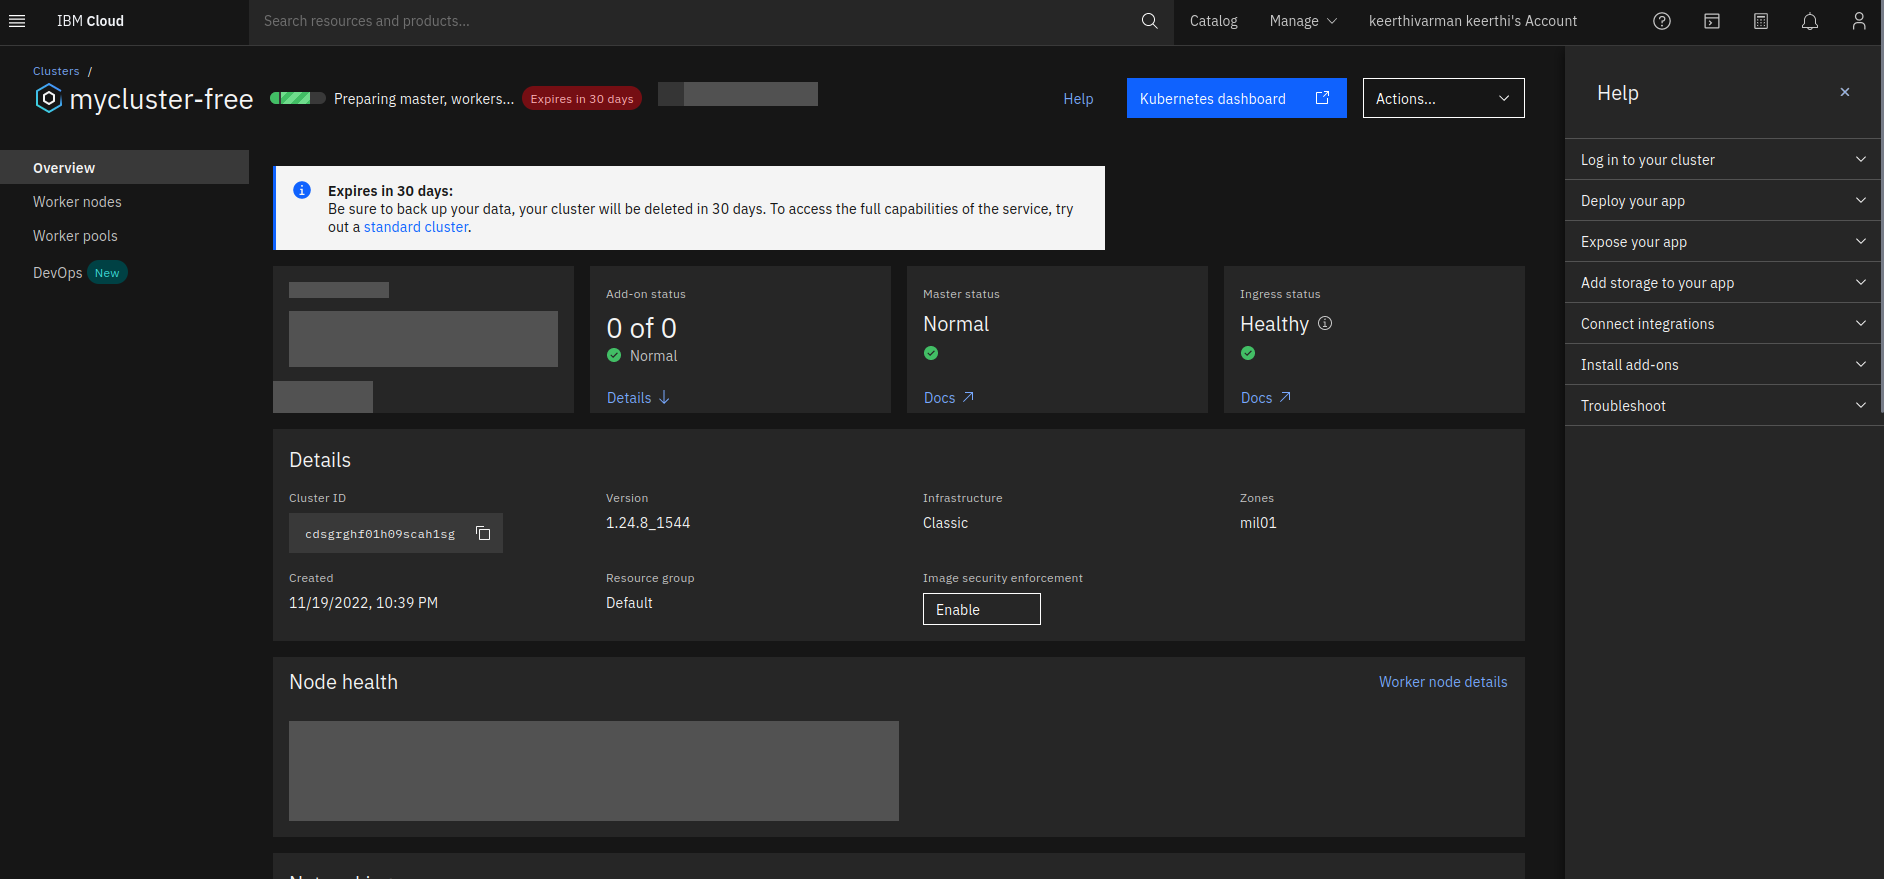 IBM Cloud
Search resources and products...
Catalog
Manage
keerthivarman keerthi's Account
Clusters /
mycluster-free
Preparing master, workers...
Expires in 30 days
Help
Kubernetes dashboard
Actions...
Overview
Worker nodes
Worker pools
DevOps New
Expires in 30 days:
Be sure to back up your data, your cluster will be deleted in 30 days. To access the full capabilities of the service, try
out a standard cluster.
Add-on status
0 of 0
Normal
Details
Master status
Normal
Docs
Ingress status
Healthy
Docs
Details
Cluster ID
cdsgrghf01h09scah1sg
Version
1.24.8_1544
Infrastructure
Classic
Zones
mil01
Created
11/19/2022, 10:39 PM
Resource group
Default
Image security enforcement
Enable
Node health
Worker node details
Help
Log in to your cluster
Deploy your app
Expose your app
Add storage to your app
Connect integrations
Install add-ons
Troubleshoot